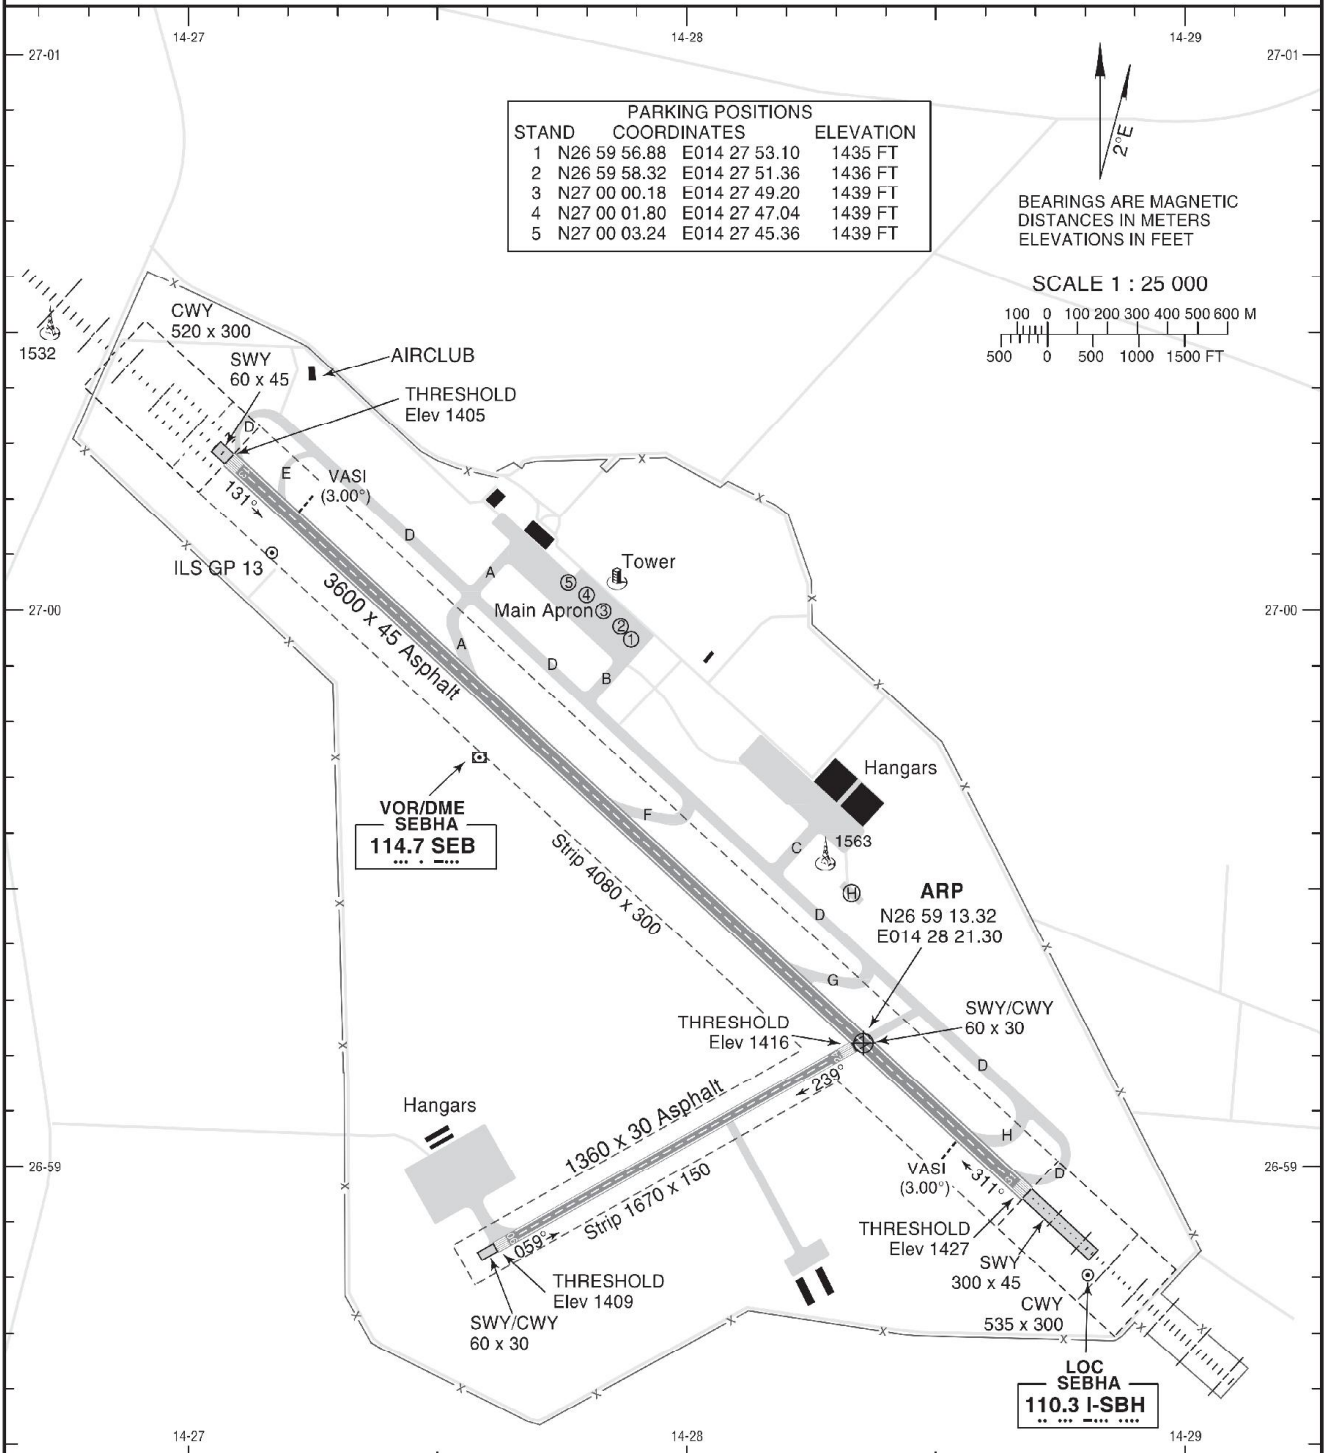 14-27
14-28
14-29
27-01
27-01
PARKING POSITIONS
STAND COORDINATES ELEVATION
1 N26 59 56.88 E014 27 53.10 1435 FT
2 N26 59 58.32 E014 27 51.36 1436 FT
3 N27 00 00.18 E014 27 49.20 1439 FT
4 N27 00 01.80 E014 27 47.04 1439 FT
5 N27 00 03.24 E014 27 45.36 1439 FT
2°E
BEARINGS ARE MAGNETIC
DISTANCES IN METERS
ELEVATIONS IN FEET
SCALE 1 : 25 000
100 0 100 200 300 400 500 600 M
500 0 500 1000 1500 FT
1532
CWY
520 x 300
SWY
60 x 45
AIRCLUB
THRESHOLD
Elev 1405
D
E
VASI
(3.00°)
131°
D
ILS GP 13
A
Tower
5
4
Main Apron
3
2
1
27-00
27-00
3600 x 45 Asphalt
A
D
B
VOR/DME
SEBHA
114.7 SEB
F
Hangars
1563
C
H
D
Strip 4080 x 300
ARP
N26 59 13.32
E014 28 21.30
G
THRESHOLD
Elev 1416
SWY/CWY
60 x 30
D
239°
Hangars
1360 x 30 Asphalt
Strip 1670 x 150
H
VASI
(3.00°)
311°
D
26-59
26-59
059°
THRESHOLD
Elev 1409
SWY/CWY
60 x 30
THRESHOLD
Elev 1427
SWY
300 x 45
CWY
535 x 300
LOC
SEBHA
110.3 I-SBH
14-27
14-28
14-29